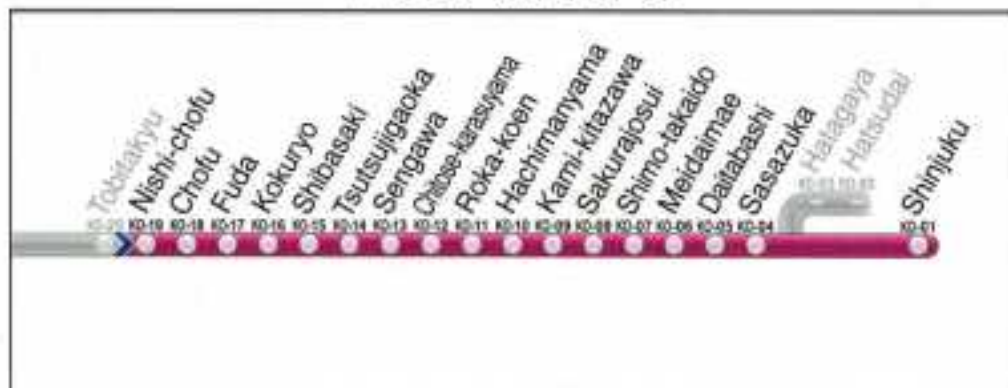 Tobitakyu
Nishi-chofu
Chofu
Fuda
Kokuryo
Shibasaki
Tsutsujigaoka
Sengawa
Chitose-karasuyama
Roka-koen
Hachimanyama
Kami-kitazawa
Sakurajosui
Shimo-takaido
Meidaimae
Daitabashi
Sasazuka
Hatagaya
Hatsudai
Shinjuku
KO-20 KO-19 KO-18 KO-17 KO-16 KO-15 KO-14 KO-13 KO-12 KO-11 KO-10 KO-09 KO-08 KO-07 KO-06 KO-05 KO-04 KO-01